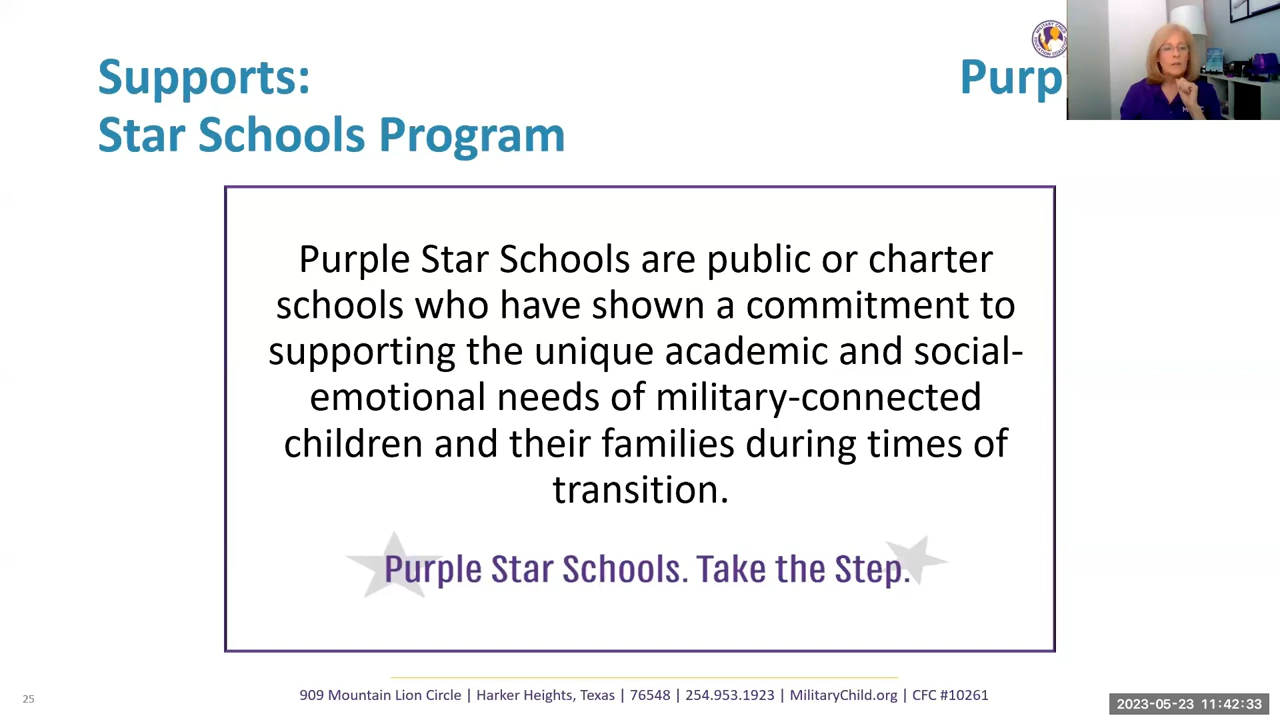 Supports: Purp
Star Schools Program
Purple Star Schools are public or charter
schools who have shown a commitment to
supporting the unique academic and social-
emotional needs of military-connected
children and their families during times of
transition.
Purple Star Schools. Take the Step.
25
909 Mountain Lion Circle | Harker Heights, Texas | 76548 | 254.953.1923 | MilitaryChild.org | CFC #10261
2023-05-23 11:42:33